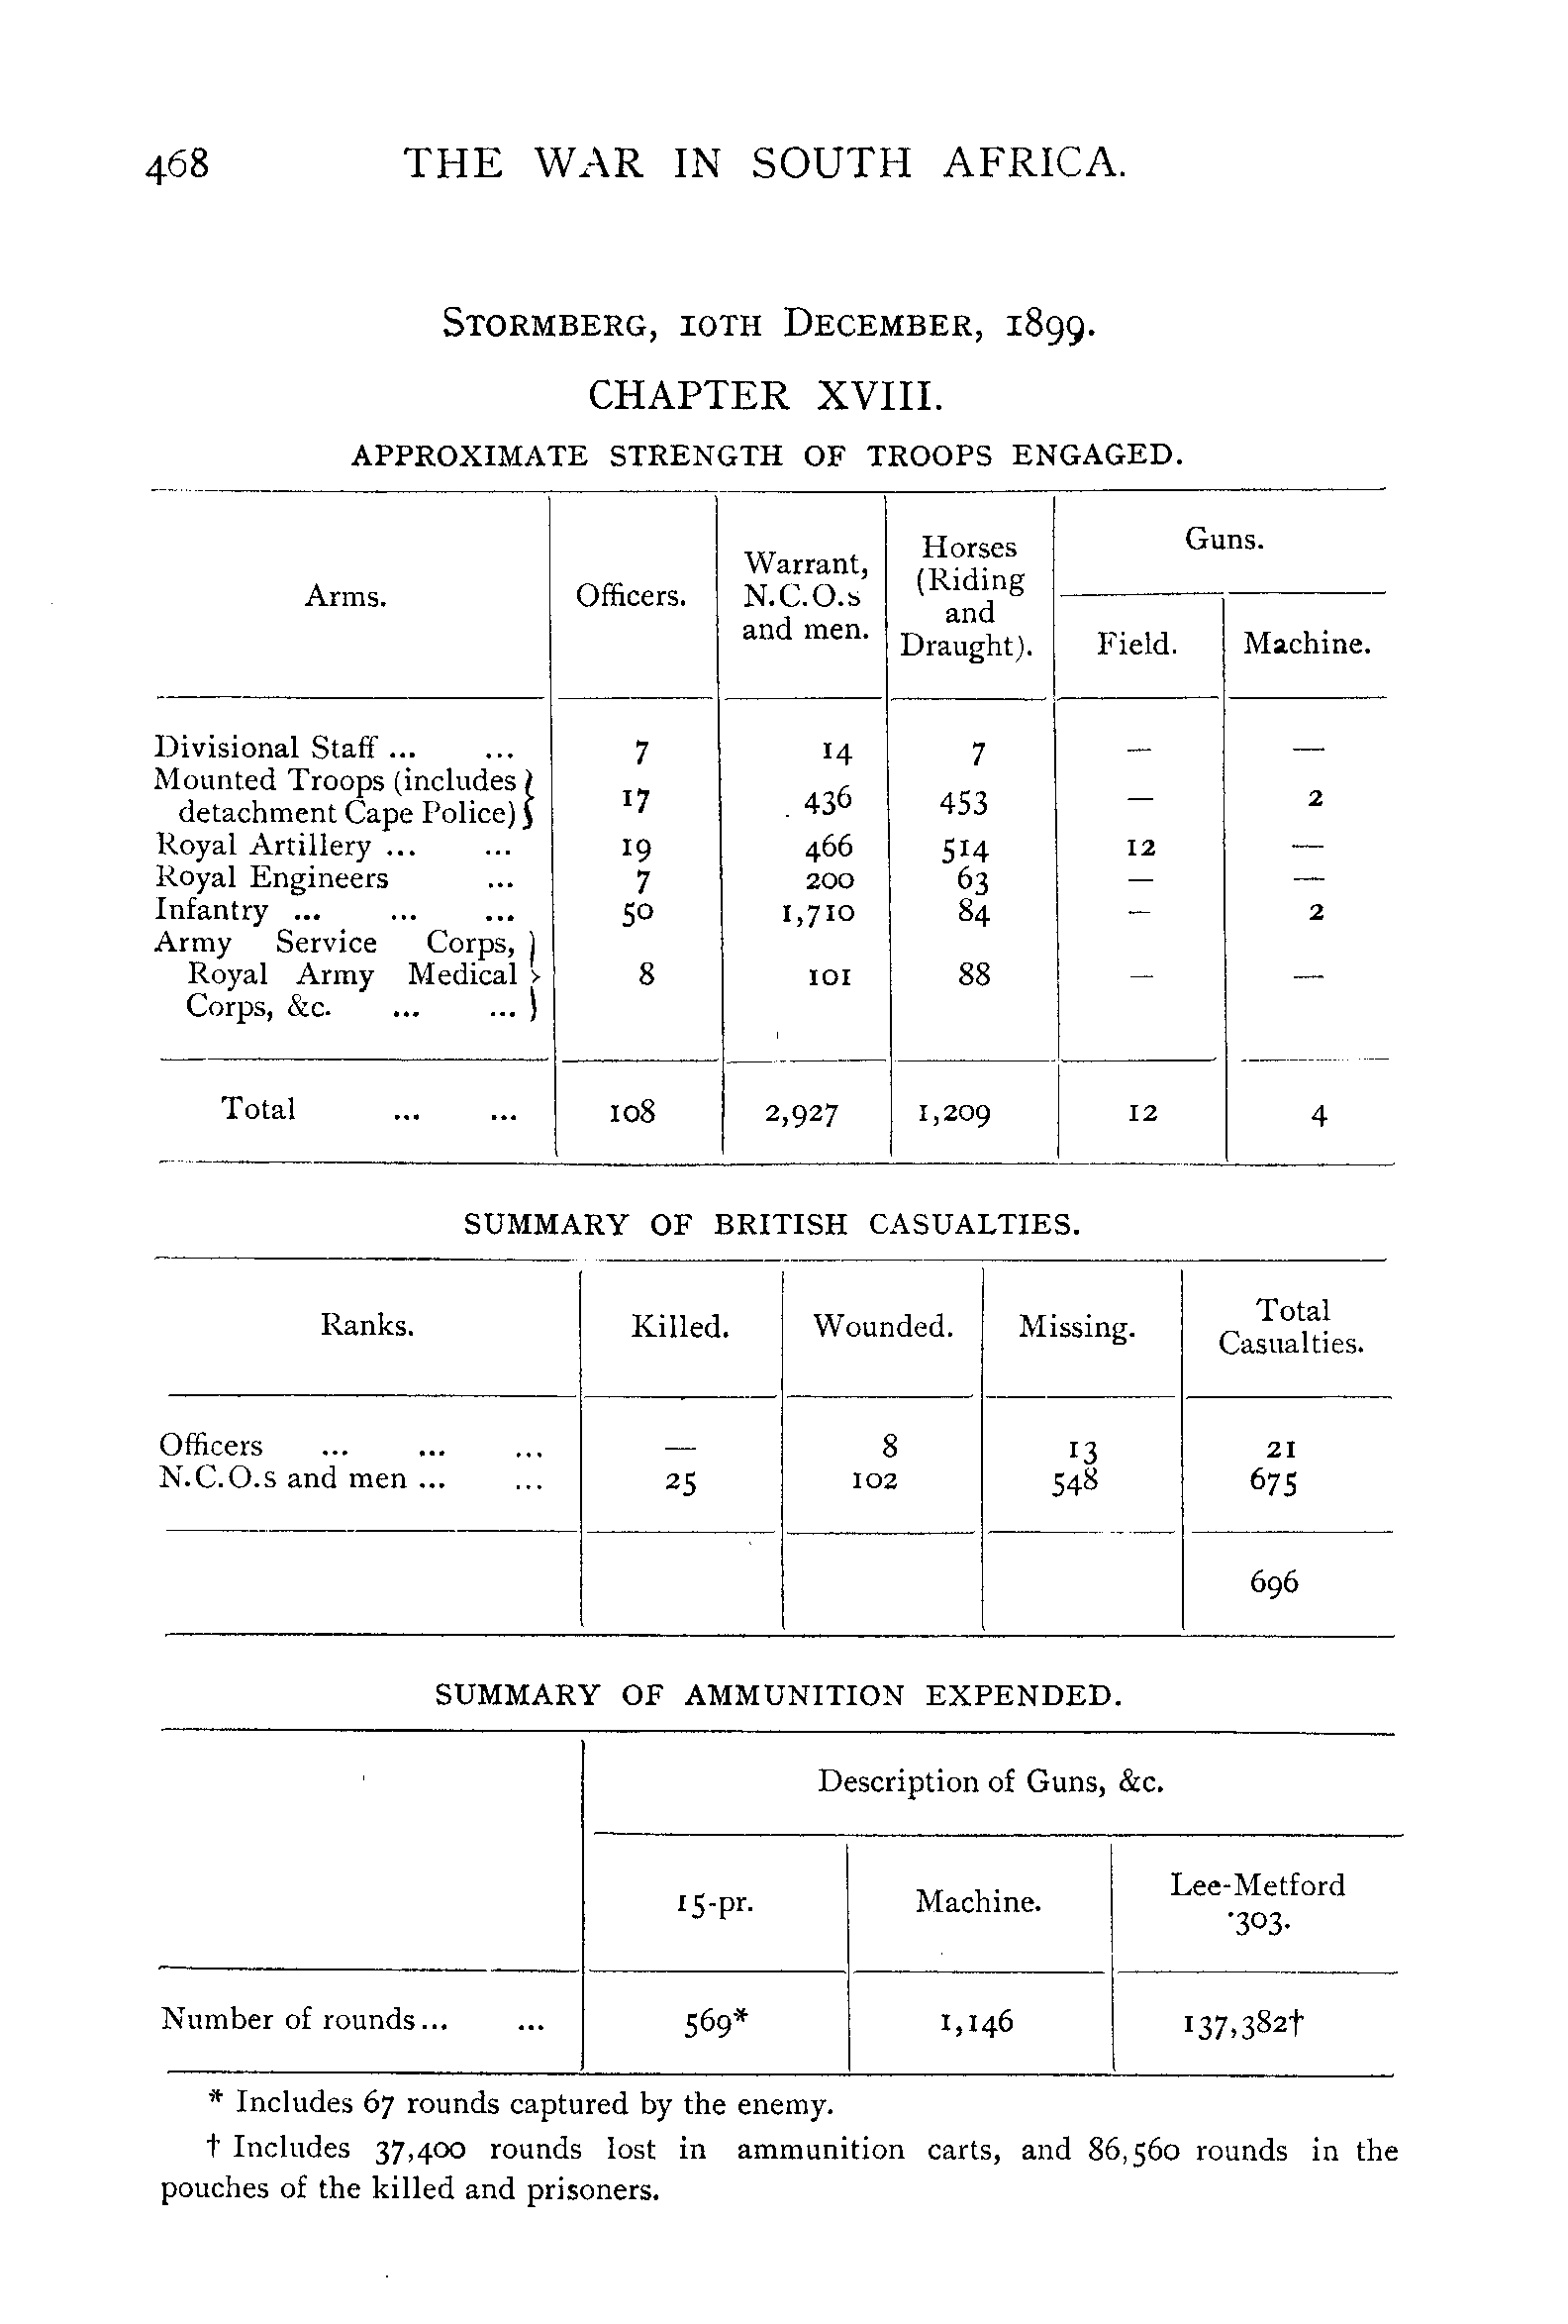 468 THE WAR IN SOUTH AFRICA.
STORMBERG, 10TH DECEMBER, 1899.
CHAPTER XVIII.
APPROXIMATE STRENGTH OF TROOPS ENGAGED.
Arms. Officers. Warrant, N.C.O.s and men. Horses (Riding and Draught). Guns.
Field. Machine.
Divisional Staff ... ... 7 14 7 — —
Mounted Troops (includes
detachment Cape Police) 17 436 453 — 2
Royal Artillery ... ... 19 466 514 12 —
Royal Engineers ... 7 200 63 — —
Infantry ... ... ... 50 1,710 84 — 2
Army Service Corps,
Royal Army Medical 8 101 88 — —
Corps, &c. ... ...
Total ... ... 108 2,927 1,209 12 4
SUMMARY OF BRITISH CASUALTIES.
Ranks. Killed. Wounded. Missing. Total Casualties.
Officers ... ... ... — 8 13 21
N.C.O.s and men ... ... 25 102 548 675
696
SUMMARY OF AMMUNITION EXPENDED.
Description of Guns, &c.
15-pr. Machine. Lee-Metford ·303.
Number of rounds... ... 569* 1,146 137,382†
* Includes 67 rounds captured by the enemy.
† Includes 37,400 rounds lost in ammunition carts, and 86,560 rounds in the
pouches of the killed and prisoners.